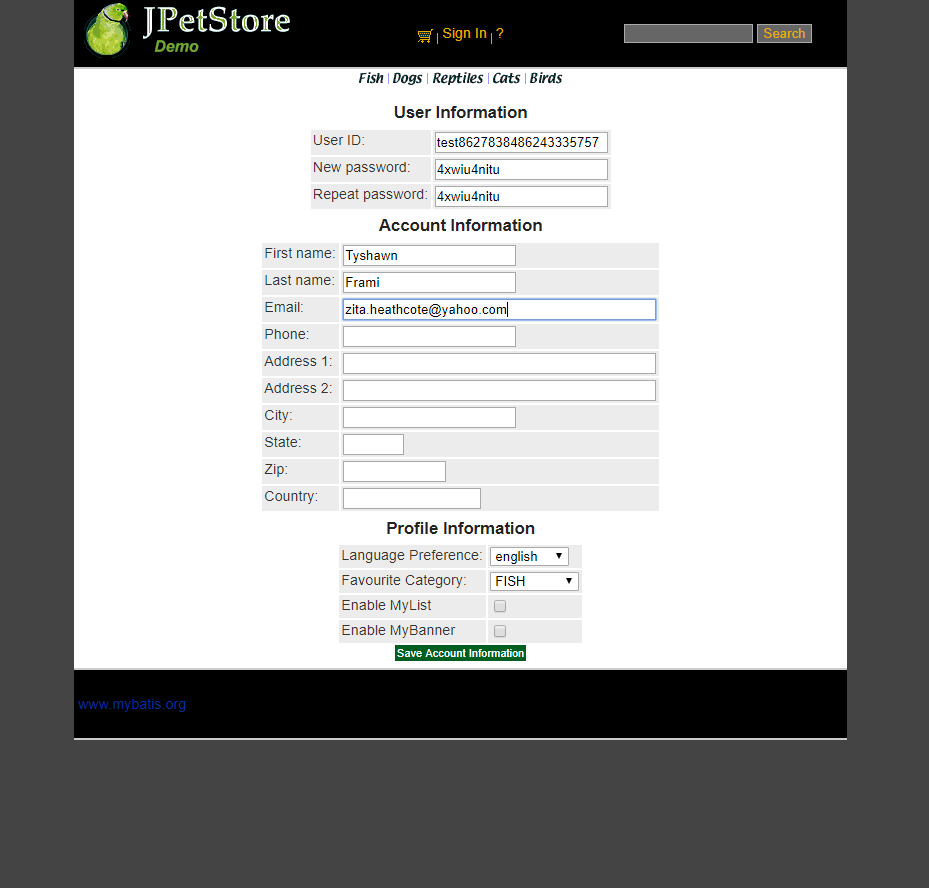 JPetStore
Demo
Sign In | ?
Search
Fish | Dogs | Reptiles | Cats | Birds
User Information
User ID: test8627838486243335757
New password: 4xwiu4nitu
Repeat password: 4xwiu4nitu
Account Information
First name: Tyshawn
Last name: Frami
Email: zita.heathcote@yahoo.com
Phone:
Address 1:
Address 2:
City:
State:
Zip:
Country:
Profile Information
Language Preference: english
Favourite Category: FISH
Enable MyList
Enable MyBanner
Save Account Information
www.mybatis.org